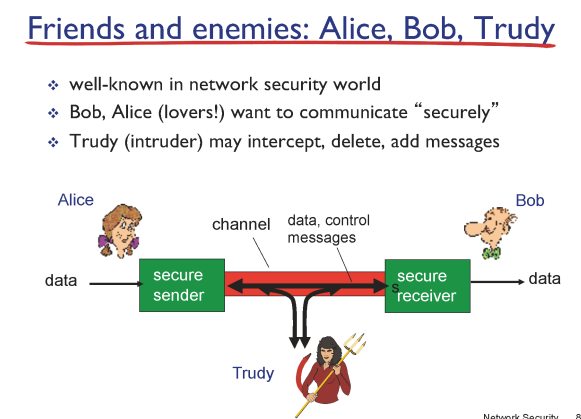 Friends and enemies: Alice, Bob, Trudy
well-known in network security world
Bob, Alice (lovers!) want to communicate “securely”
Trudy (intruder) may intercept, delete, add messages
Alice
Bob
channel
data, control
messages
data
secure
sender
s
secure
receiver
data
Trudy
Network Security
8